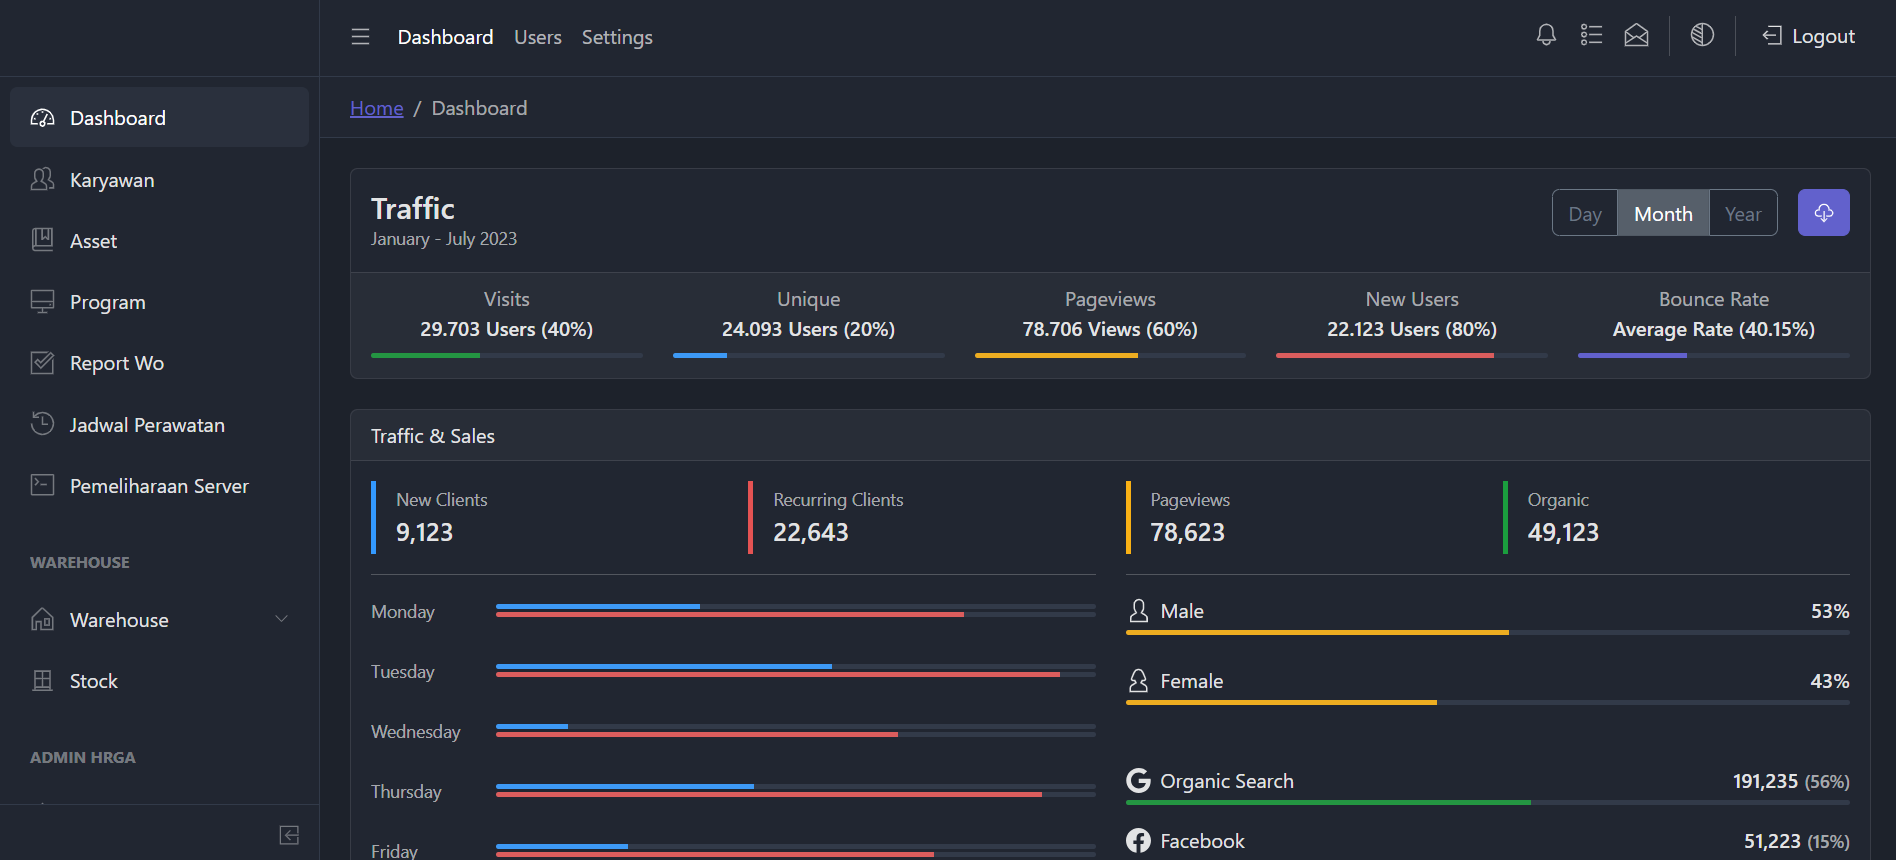 Dashboard Users Settings
Logout
Home / Dashboard
Dashboard
Karyawan
Asset
Program
Report Wo
Jadwal Perawatan
Pemeliharaan Server
WAREHOUSE
Warehouse
Stock
ADMIN HRGA
Traffic
January - July 2023
Day Month Year
Visits
29.703 Users (40%)
Unique
24.093 Users (20%)
Pageviews
78.706 Views (60%)
New Users
22.123 Users (80%)
Bounce Rate
Average Rate (40.15%)
Traffic & Sales
New Clients
9,123
Recurring Clients
22,643
Pageviews
78,623
Organic
49,123
Monday
Tuesday
Wednesday
Thursday
Friday
Male 53%
Female 43%
Organic Search 191,235 (56%)
Facebook 51,223 (15%)